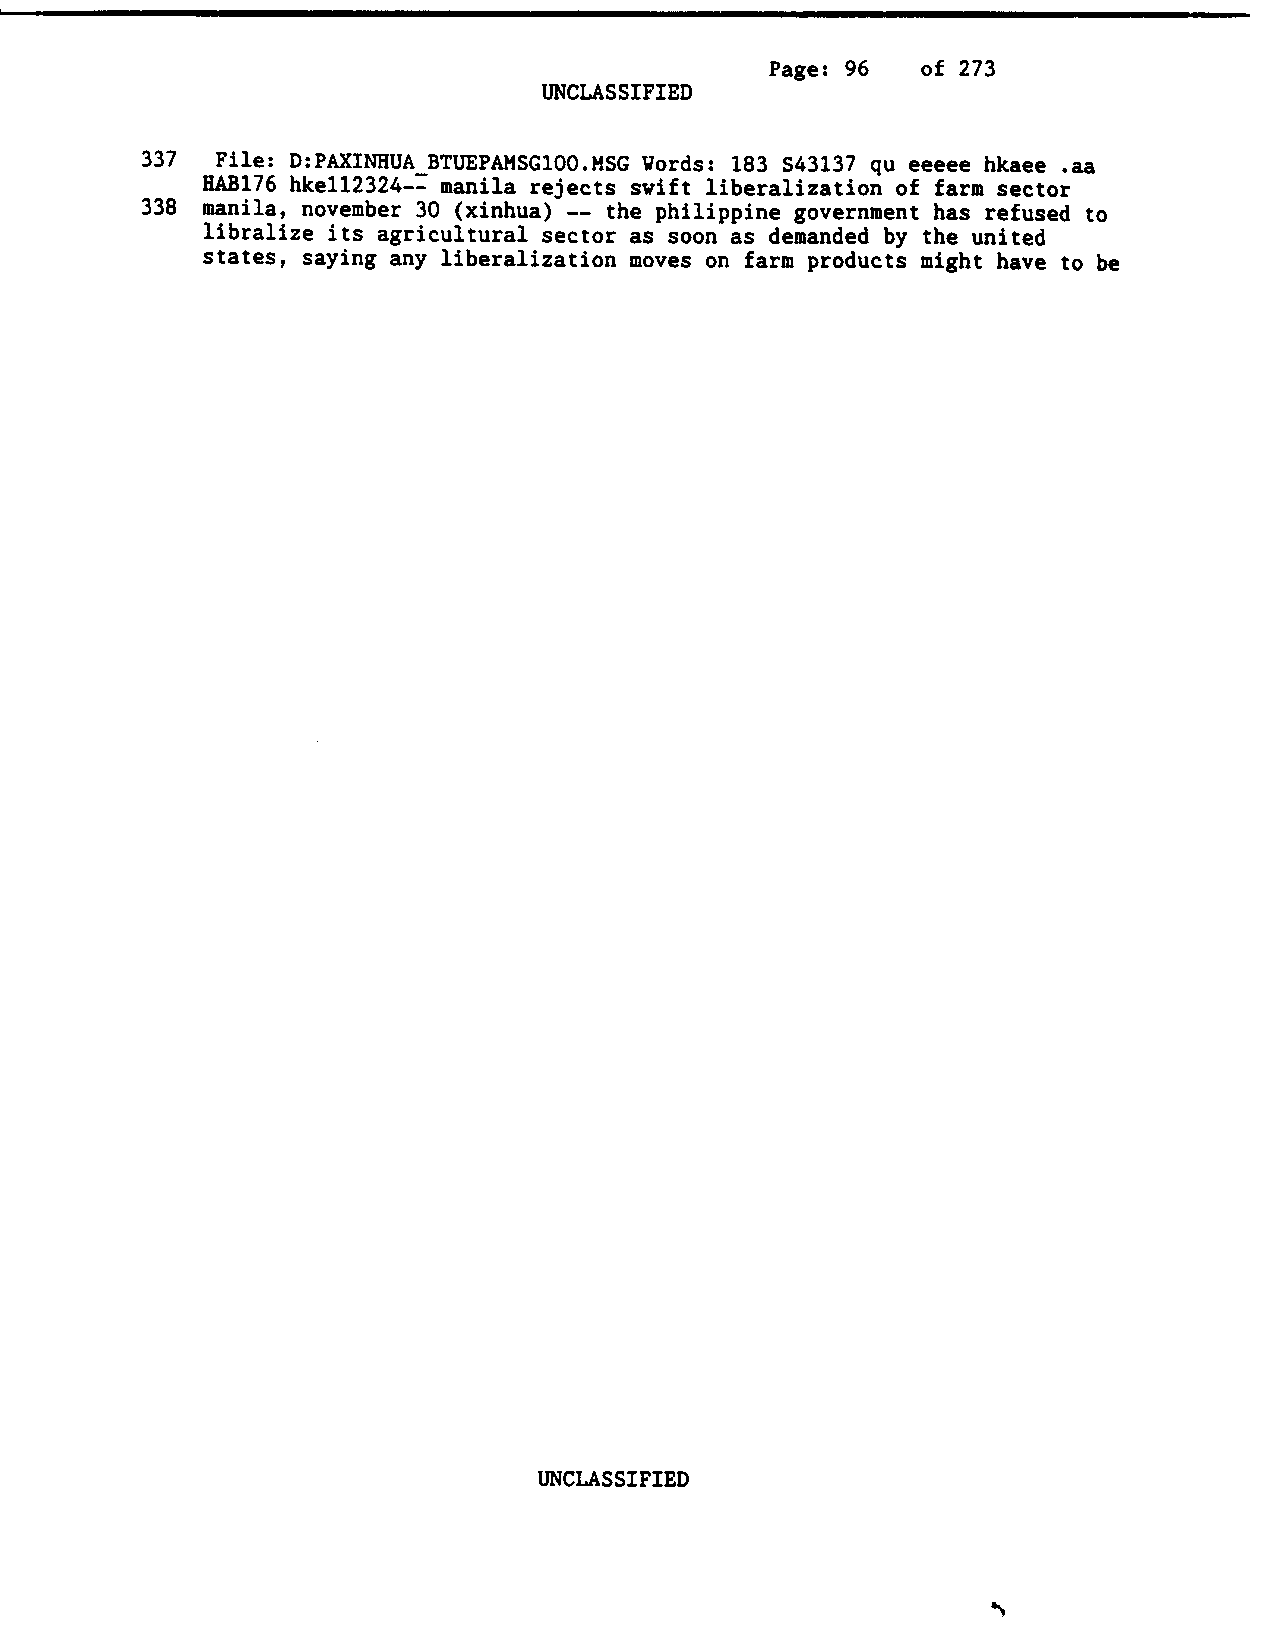 Page: 96 of 273
UNCLASSIFIED
337 File: D:PAXINHUA_BTUEPAMSG100.MSG Words: 183 S43137 qu eeeee hkaee .aa
HAB176 hke112324-- manila rejects swift liberalization of farm sector
338 manila, november 30 (xinhua) -- the philippine government has refused to
libralize its agricultural sector as soon as demanded by the united
states, saying any liberalization moves on farm products might have to be
UNCLASSIFIED